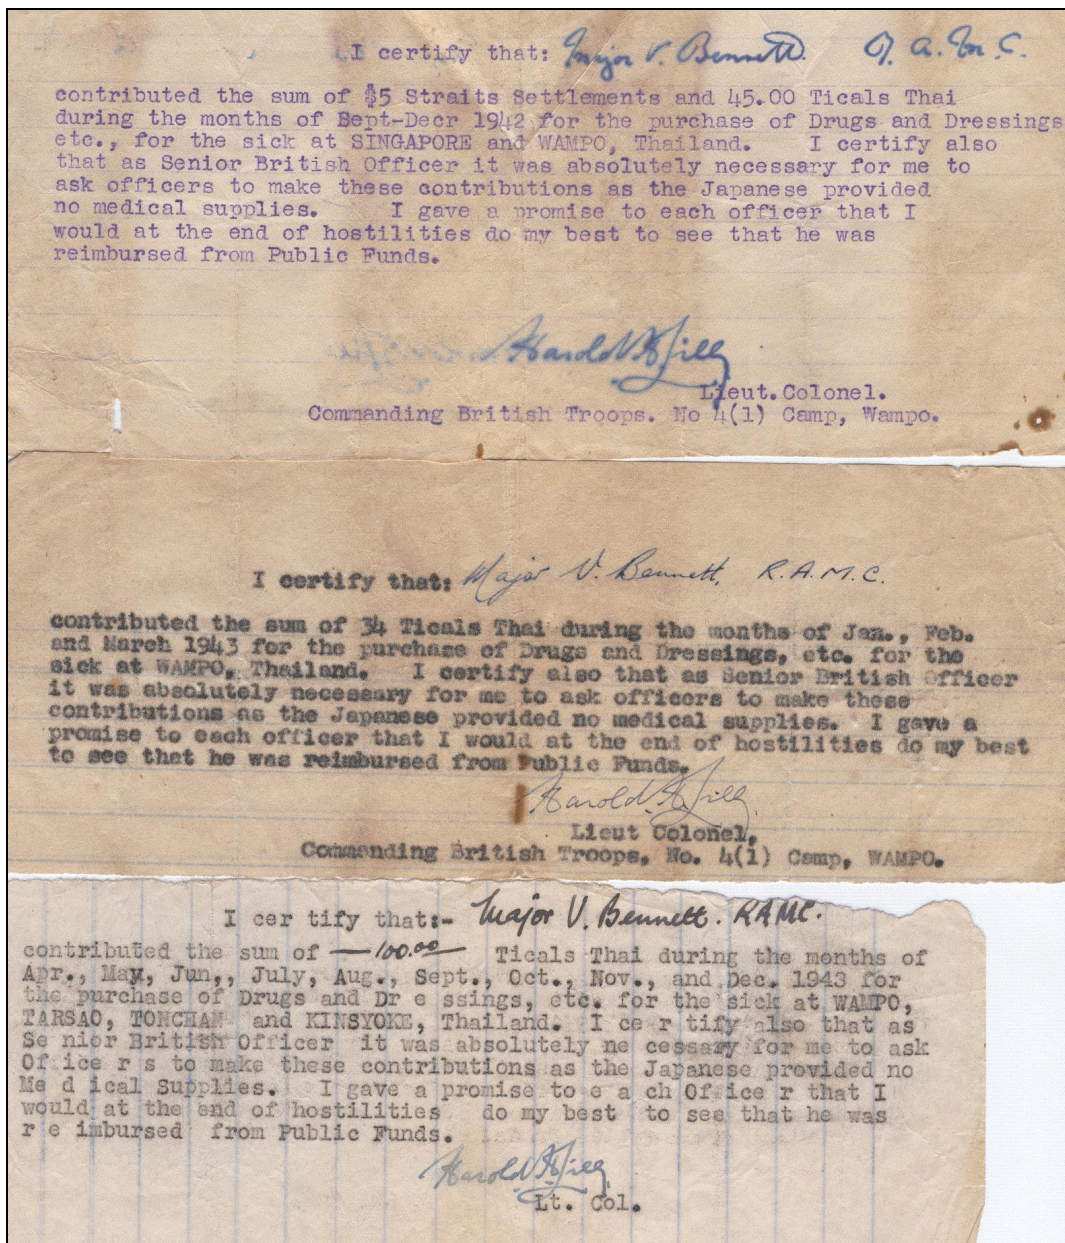 I certify that: Major V. Bennett. R.A.M.C.
contributed the sum of $5 Straits Settlements and 45.00 Ticals Thai
during the months of Sept-Decr 1942 for the purchase of Drugs and Dressings
etc., for the sick at SINGAPORE and WAMPO, Thailand. I certify also
that as Senior British Officer it was absolutely necessary for me to
ask officers to make these contributions as the Japanese provided
no medical supplies. I gave a promise to each officer that I
would at the end of hostilities do my best to see that he was
reimbursed from Public Funds.
Harold H Lilly
Lieut.Colonel.
Commanding British Troops. No 4(1) Camp, Wampo.
I certify that: Major V. Bennett. R.A.M.C.
contributed the sum of 34 Ticals Thai during the months of Jan., Feb.
and March 1943 for the purchase of Drugs and Dressings, etc. for the
sick at WAMPO, Thailand. I certify also that as Senior British Officer
it was absolutely necessary for me to ask officers to make these
contributions as the Japanese provided no medical supplies. I gave a
promise to each officer that I would at the end of hostilities do my best
to see that he was reimbursed from Public Funds.
Harold H Lilly
Lieut Colonel,
Commanding British Troops, No. 4(1) Camp, WAMPO.
I cer tify that:- Major V. Bennett. RAMC.
contributed the sum of —100.00— Ticals Thai during the months of
Apr., May, Jun,, July, Aug., Sept., Oct., Nov., and Dec. 1943 for
the purchase of Drugs and Dr e ssings, etc. for the sick at WAMPO,
TARSAO, TONCHAN and KINSYOKE, Thailand. I ce r tify also that as
Se nior British Officer it was absolutely ne cessary for me to ask
Of ice r s to make these contributions as the Japanese provided no
Me d ical Supplies. I gave a promise to e a ch Office r that I
would at the end of hostilities do my best to see that he was
r e imbursed from Public Funds.
Harold H Lilly
Lt. Col.